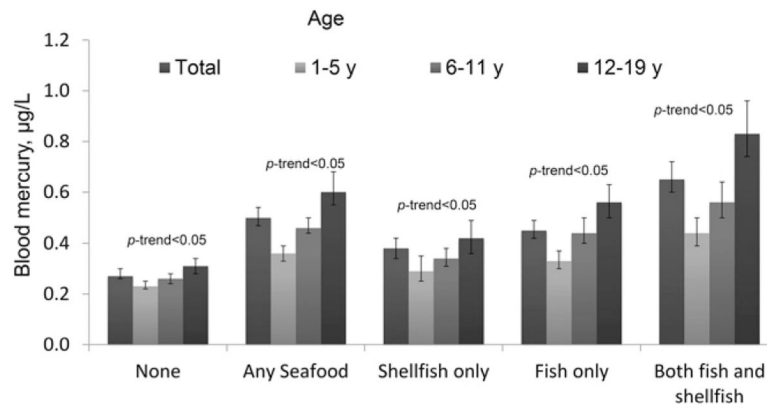 Age
1.2
1.0
0.8
0.6
0.4
0.2
0.0
Blood mercury, µg/L
Total
1-5 y
6-11 y
12-19 y
p-trend<0.05
p-trend<0.05
p-trend<0.05
p-trend<0.05
p-trend<0.05
None
Any Seafood
Shellfish only
Fish only
Both fish and
shellfish